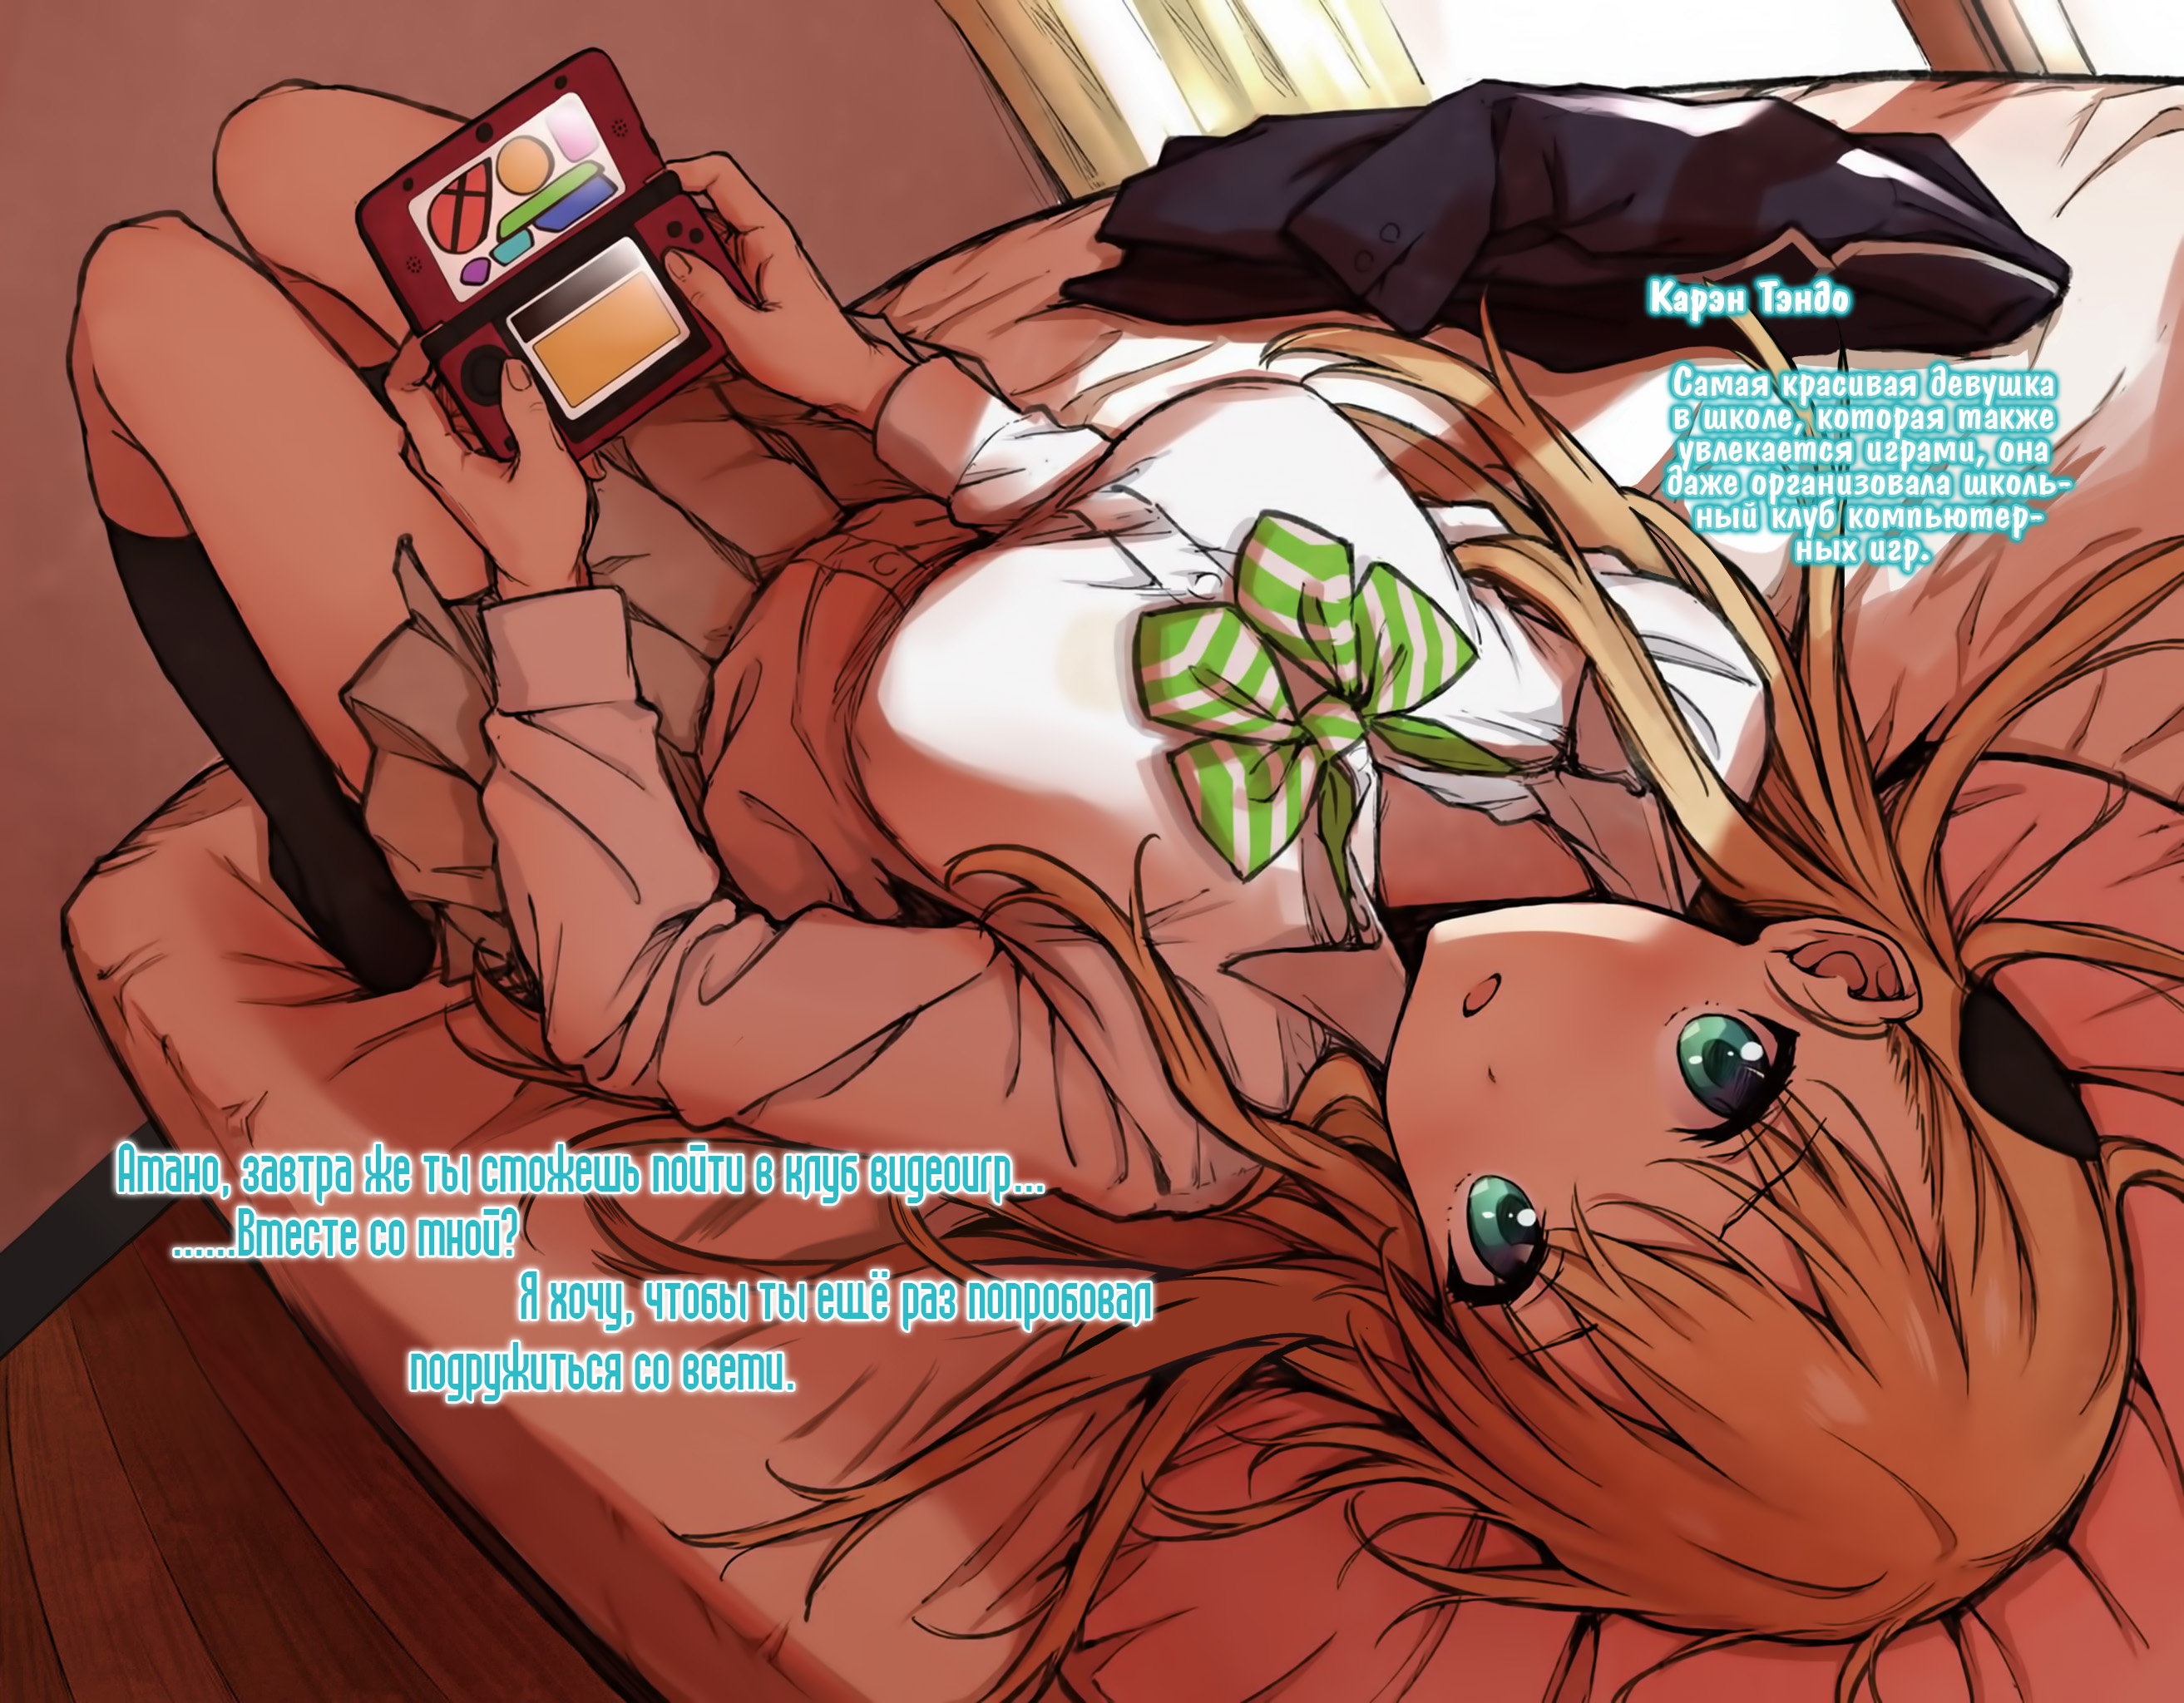 Карэн Тэндо
Самая красивая девушка
в школе, которая также
увлекается играми, она
даже организовала школь-
ный клуб компьютер-
ных игр.
Амано, завтра же ты сможешь пойти в клуб видеоигр...
......Вместе со мной?
Я хочу, чтобы ты ещё раз попробовал
подружиться со всеми.